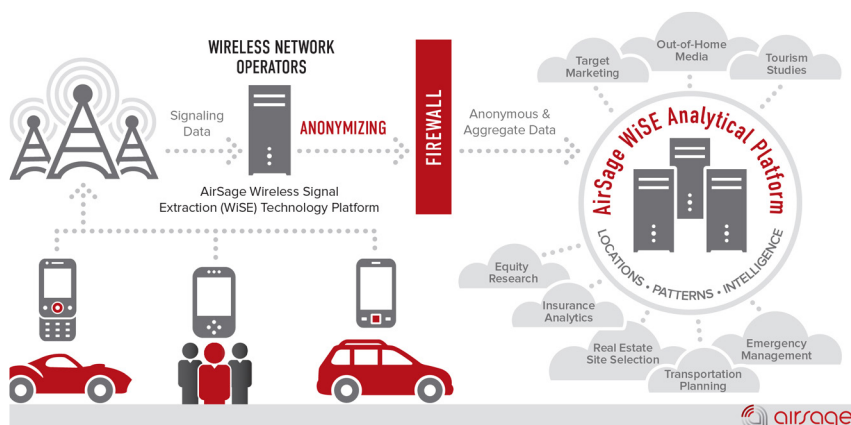 WIRELESS NETWORK
OPERATORS
Signaling
Data
ANONYMIZING
FIREWALL
Anonymous &
Aggregate Data
AirSage Wireless Signal
Extraction (WiSE) Technology Platform
Target
Marketing
Out-of-Home
Media
Tourism
Studies
AirSage WiSE Analytical Platform
LOCATIONS • PATTERNS • INTELLIGENCE
Equity
Research
Insurance
Analytics
Real Estate
Site Selection
Transportation
Planning
Emergency
Management
airsage